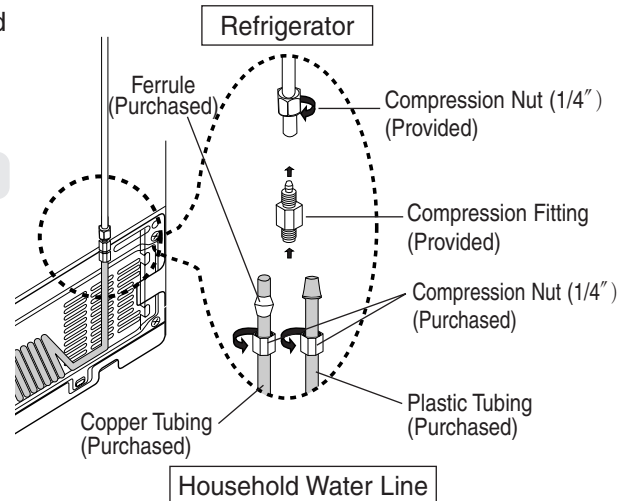 d
Refrigerator
Ferrule
(Purchased)
Compression Nut (1/4″)
(Provided)
Compression Fitting
(Provided)
Compression Nut (1/4″)
(Purchased)
Copper Tubing
(Purchased)
Plastic Tubing
(Purchased)
Household Water Line